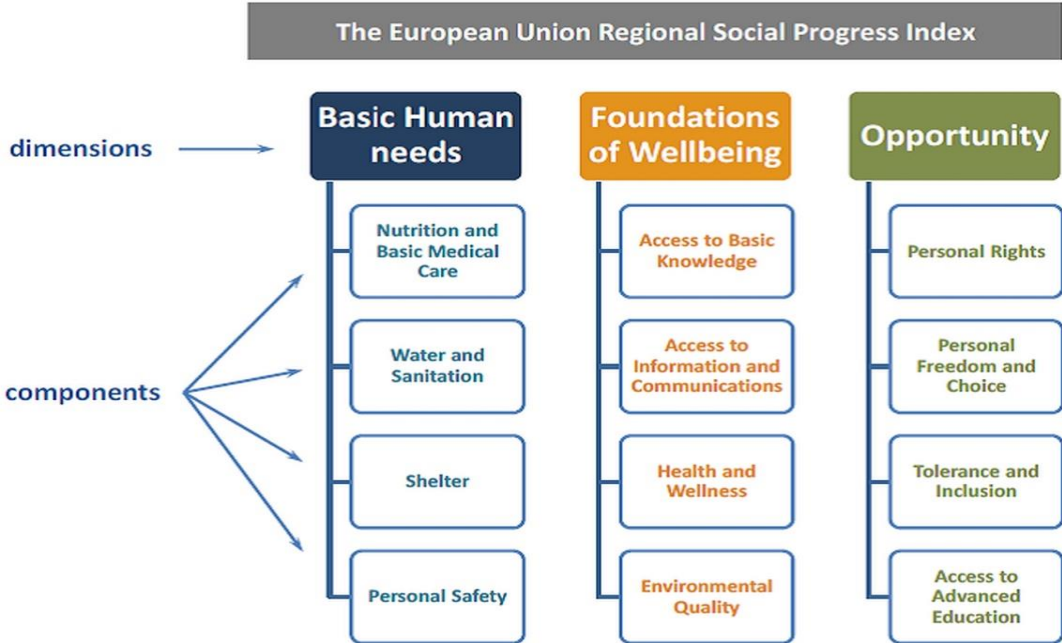 The European Union Regional Social Progress Index
dimensions
Basic Human
needs
Foundations
of Wellbeing
Opportunity
components
Nutrition and
Basic Medical
Care
Water and
Sanitation
Shelter
Personal Safety
Access to Basic
Knowledge
Access to
Information and
Communications
Health and
Wellness
Environmental
Quality
Personal Rights
Personal
Freedom and
Choice
Tolerance and
Inclusion
Access to
Advanced
Education